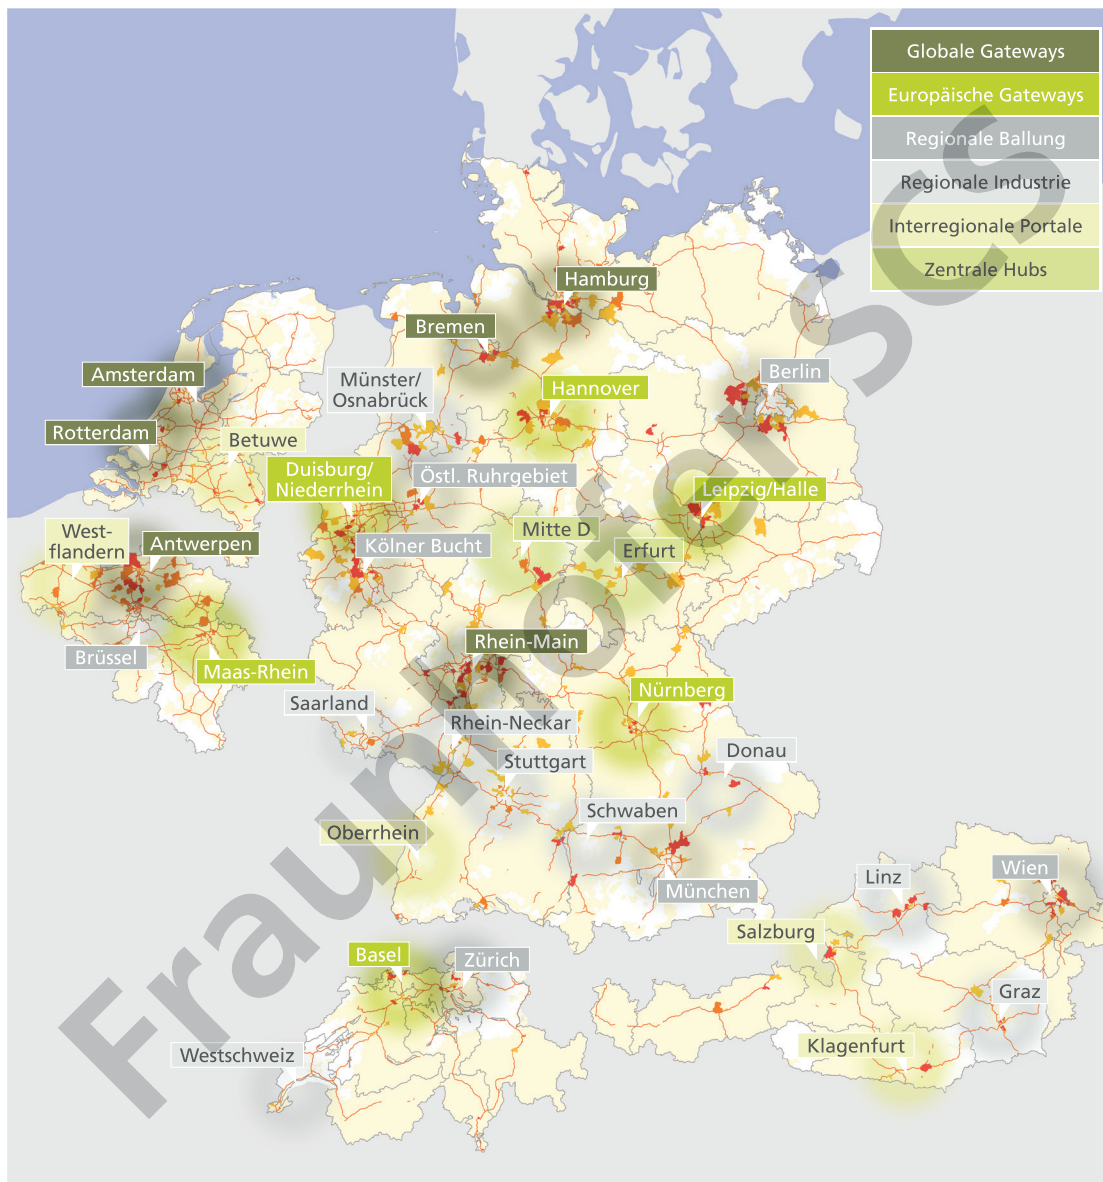 Globale Gateways
Europäische Gateways
Regionale Ballung
Regionale Industrie
Interregionale Portale
Zentrale Hubs
Hamburg
Bremen
Amsterdam
Münster/
Osnabrück
Hannover
Berlin
Rotterdam
Betuwe
Duisburg/
Niederrhein
Östl. Ruhrgebiet
Leipzig/Halle
West-
flandern
Antwerpen
Kölner Bucht
Mitte D
Erfurt
Brüssel
Maas-Rhein
Rhein-Main
Nürnberg
Saarland
Rhein-Neckar
Stuttgart
Donau
Schwaben
Oberrhein
München
Linz
Wien
Salzburg
Basel
Zürich
Graz
Westschweiz
Klagenfurt
Fraunhofer SCS